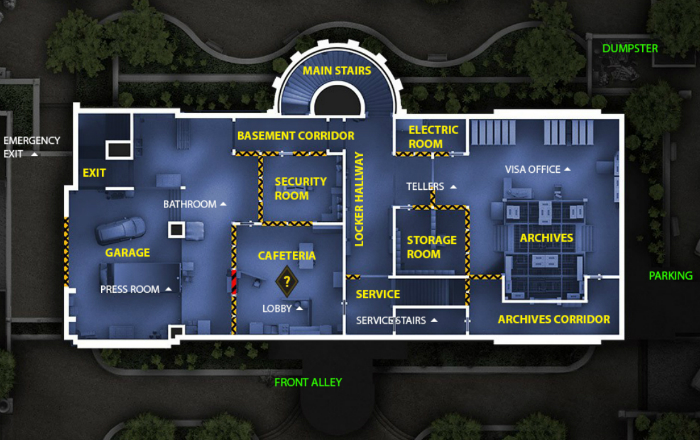 DUMPSTER
MAIN STAIRS
EMERGENCY
EXIT
BASEMENT CORRIDOR
ELECTRIC
ROOM
EXIT
SECURITY
ROOM
LOCKER HALLWAY
VISA OFFICE
TELLERS
BATHROOM
STORAGE
ROOM
ARCHIVES
GARAGE
CAFETERIA
PARKING
?
PRESS ROOM
SERVICE
LOBBY
SERVICE STAIRS
ARCHIVES CORRIDOR
FRONT ALLEY